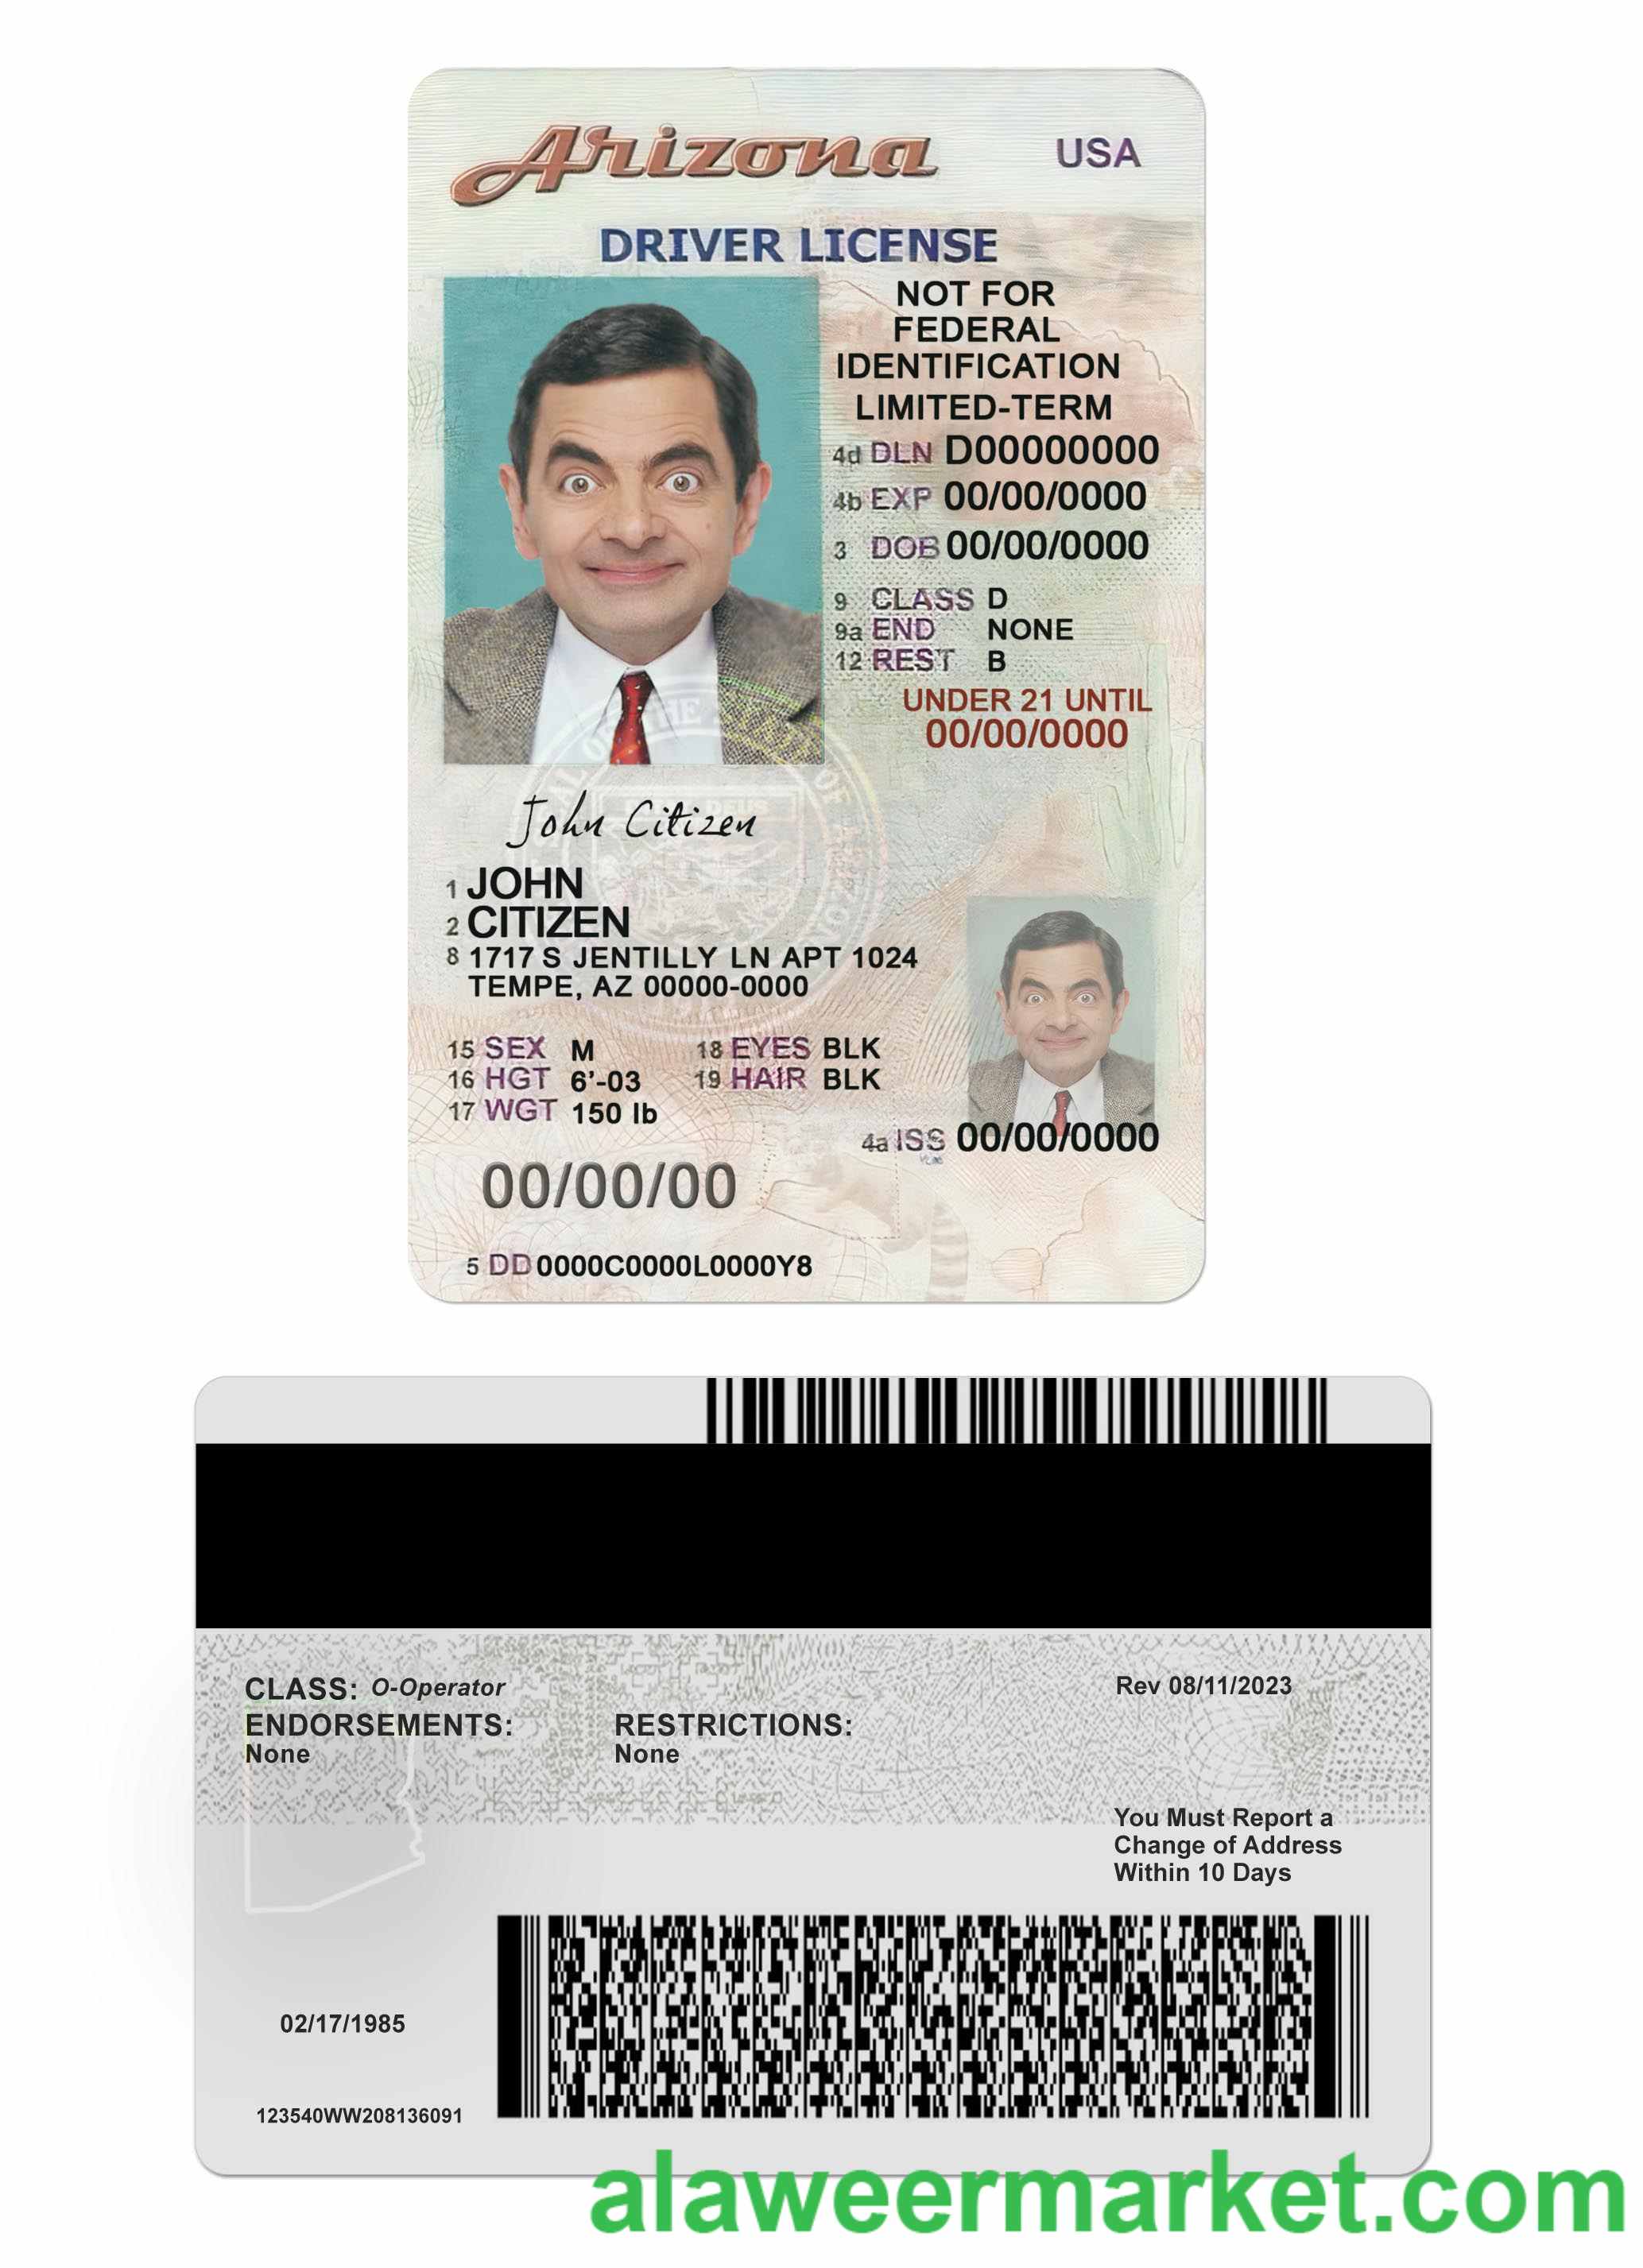 Arizona USA
DRIVER LICENSE
NOT FOR
FEDERAL
IDENTIFICATION
LIMITED-TERM
4d DLN D00000000
4b EXP 00/00/0000
3 DOB 00/00/0000
9 CLASS D
9a END NONE
12 REST B
UNDER 21 UNTIL
00/00/0000
John Citizen
1 JOHN
2 CITIZEN
8 1717 S JENTILLY LN APT 1024
TEMPE, AZ 00000-0000
15 SEX M 18 EYES BLK
16 HGT 6'-03 19 HAIR BLK
17 WGT 150 lb
4a ISS 00/00/0000
00/00/00
5 DD 0000C0000L0000Y8
CLASS: O-Operator Rev 08/11/2023
ENDORSEMENTS: RESTRICTIONS:
None None
You Must Report a
Change of Address
Within 10 Days
02/17/1985
123540WW208136091
alaweermarket.com